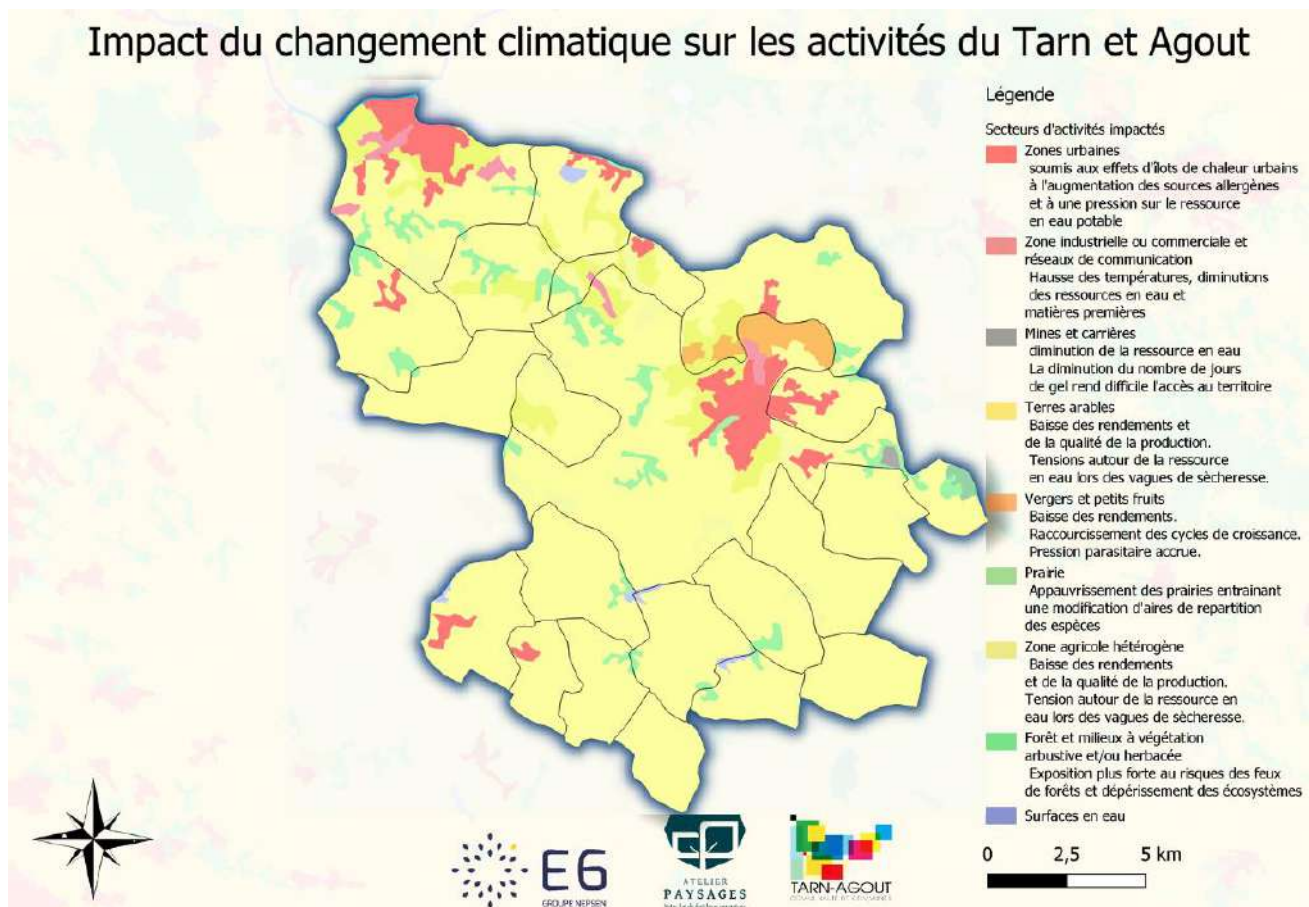 Impact du changement climatique sur les activités du Tarn et Agout
Légende
Secteurs d'activités impactés
Zones urbaines
soumis aux effets d'îlots de chaleur urbains
à l'augmentation des sources allergènes
et à une pression sur le ressource
en eau potable
Zone industrielle ou commerciale et
réseaux de communication
Hausse des températures, diminutions
des ressources en eau et
matières premières
Mines et carrières
diminution de la ressource en eau
La diminution du nombre de jours
de gel rend difficile l'accès au territoire
Terres arables
Baisse des rendements et
de la qualité de la production.
Tensions autour de la ressource
en eau lors des vagues de sècheresse.
Vergers et petits fruits
Baisse des rendements.
Raccourcissement des cycles de croissance.
Pression parasitaire accrue.
Prairie
Appauvrissement des prairies entrainant
une modification d'aires de repartition
des espèces
Zone agricole hétérogène
Baisse des rendements
et de la qualité de la production.
Tension autour de la ressource en
eau lors des vagues de sècheresse.
Forêt et milieux à végétation
arbustive et/ou herbacée
Exposition plus forte au risques des feux
de forêts et dépérissement des écosystèmes
Surfaces en eau
0 2,5 5 km
E6
GROUPE NEPSEN
ATELIER
PAYSAGES
TARN-AGOUT
COMMUNAUTÉ DE COMMUNES